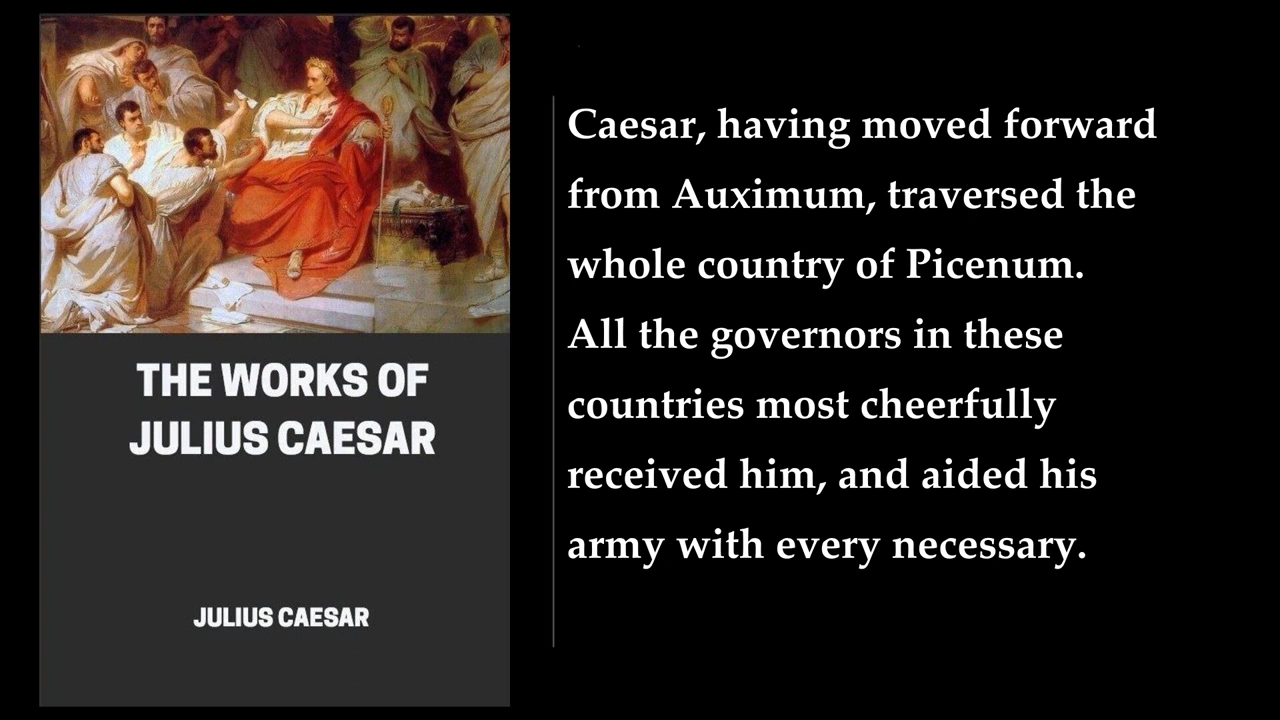 THE WORKS OF
JULIUS CAESAR
JULIUS CAESAR
Caesar, having moved forward
from Auximum, traversed the
whole country of Picenum.
All the governors in these
countries most cheerfully
received him, and aided his
army with every necessary.